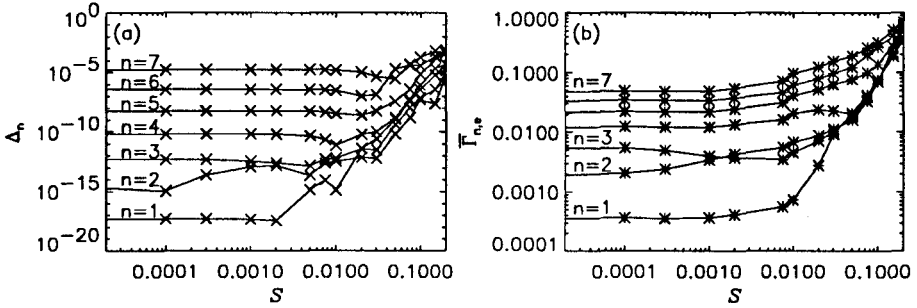 (a)
10^0
10^-5
10^-10
10^-15
10^-20
Δ_n
n=7
n=6
n=5
n=4
n=3
n=2
n=1
0.0001 0.0010 0.0100 0.1000
S
(b)
1.0000
0.1000
0.0100
0.0010
0.0001
Γ̅_n,e
n=7
n=3
n=2
n=1
0.0001 0.0010 0.0100 0.1000
S